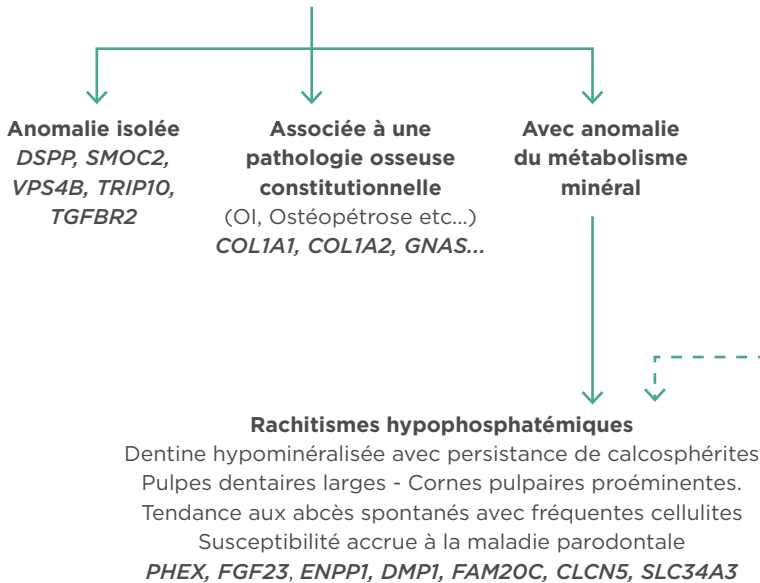 Anomalie isolée
DSPP, SMOC2,
VPS4B, TRIP10,
TGFBR2
Associée à une
pathologie osseuse
constitutionnelle
(OI, Ostéopétrose etc...)
COL1A1, COL1A2, GNAS...
Avec anomalie
du métabolisme
minéral
Rachitismes hypophosphatémiques
Dentine hypominéralisée avec persistance de calcosphérites
Pulpes dentaires larges - Cornes pulpaires proéminentes.
Tendance aux abcès spontanés avec fréquentes cellulites
Susceptibilité accrue à la maladie parodontale
PHEX, FGF23, ENPP1, DMP1, FAM20C, CLCN5, SLC34A3